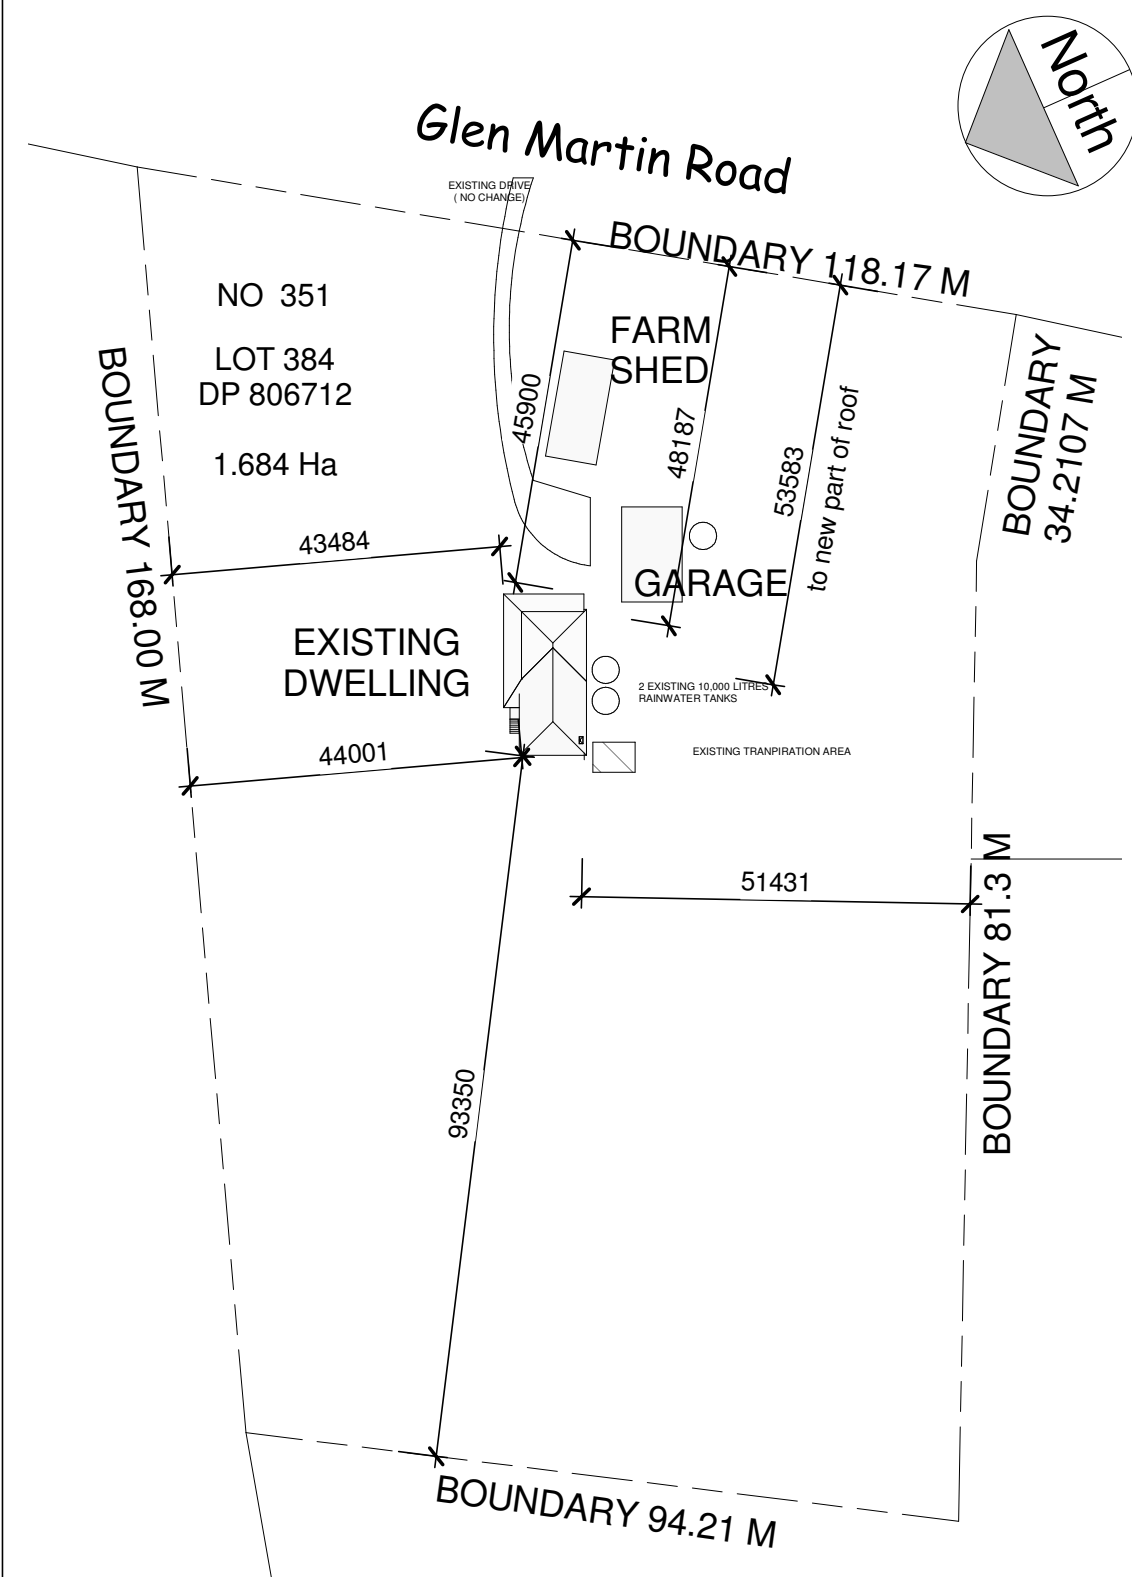 North
Glen Martin Road
EXISTING DRIVE
( NO CHANGE)
BOUNDARY 118.17 M
NO 351
LOT 384
DP 806712
1.684 Ha
FARM
SHED
BOUNDARY
34.2107 M
BOUNDARY 168.00 M
45900
48187
53583
to new part of roof
43484
GARAGE
EXISTING
DWELLING
2 EXISTING 10,000 LITRES
RAINWATER TANKS
EXISTING TRANPIRATION AREA
44001
51431
BOUNDARY 81.3 M
93350
BOUNDARY 94.21 M